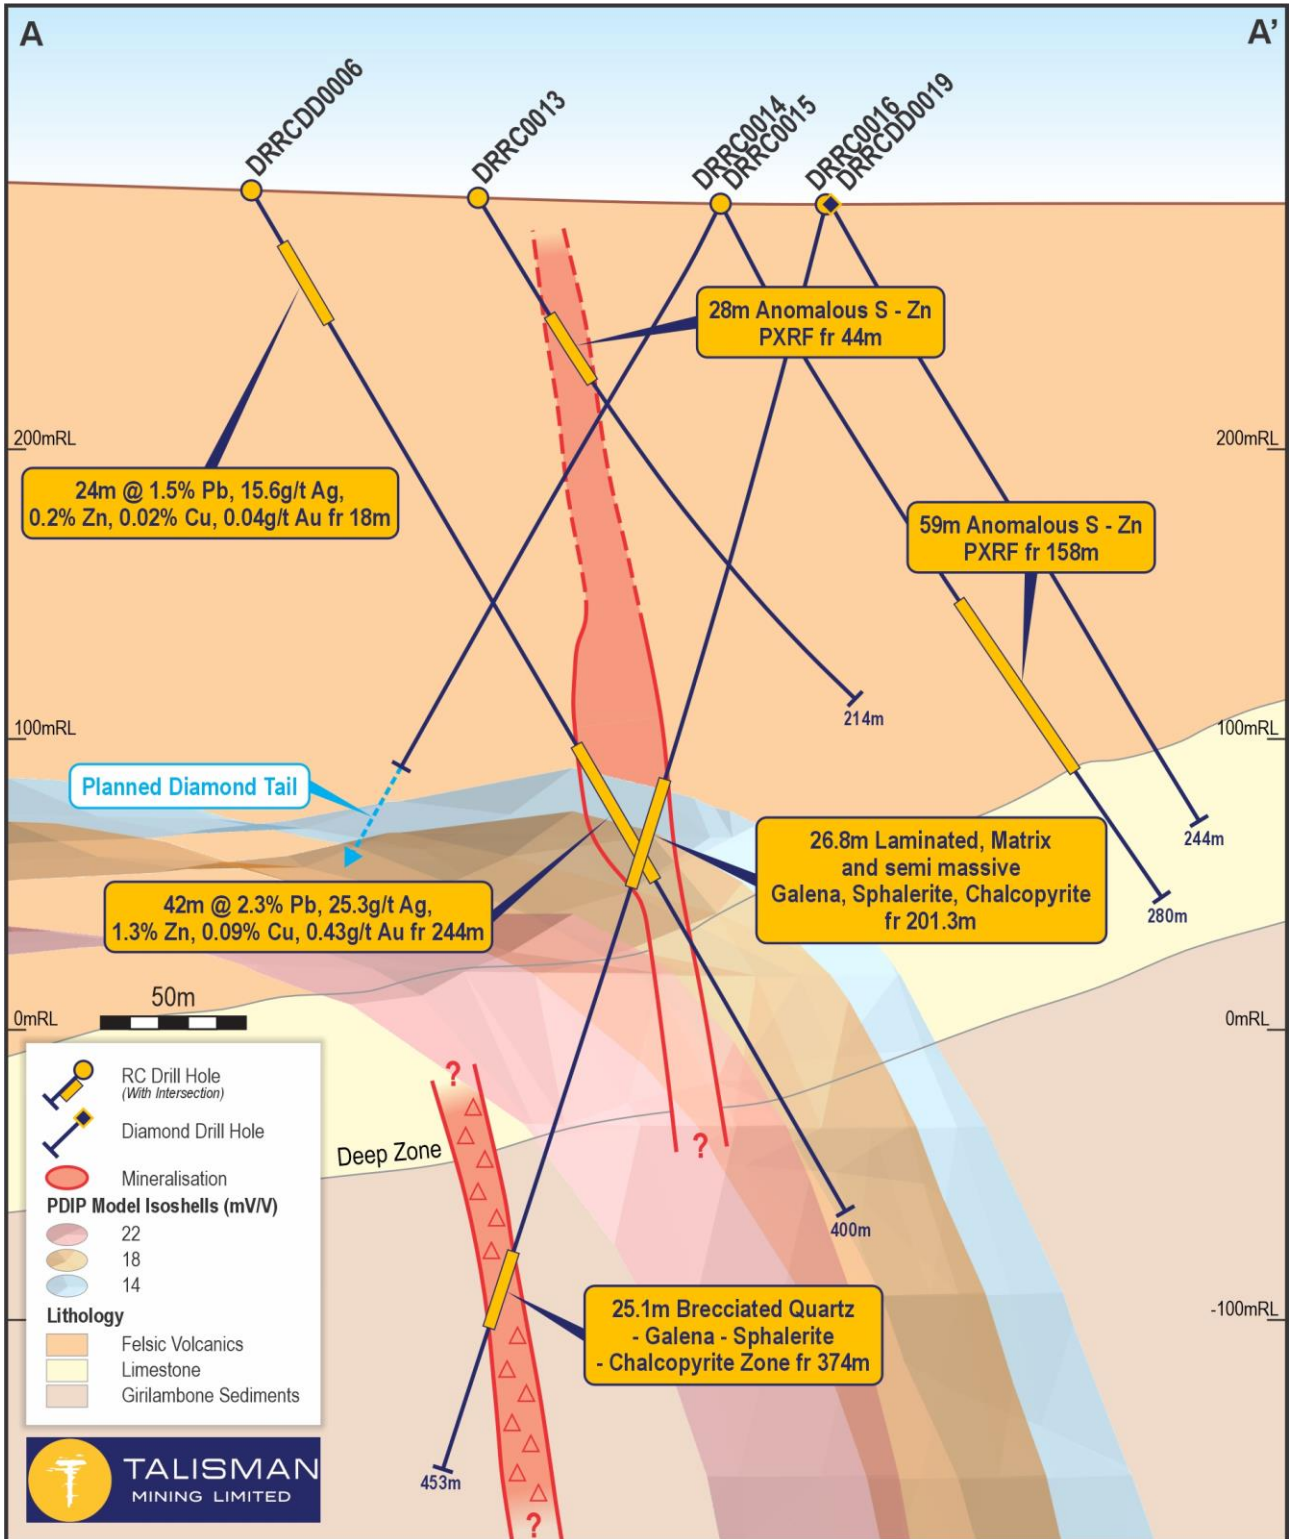 A
A'
DRRCDD0006
DRRC0013
DRRC0014
DRRC0015
DRRC0016
DRRCDD0019
28m Anomalous S - Zn
PXRF fr 44m
200mRL
200mRL
24m @ 1.5% Pb, 15.6g/t Ag,
0.2% Zn, 0.02% Cu, 0.04g/t Au fr 18m
59m Anomalous S - Zn
PXRF fr 158m
214m
100mRL
100mRL
Planned Diamond Tail
244m
26.8m Laminated, Matrix
and semi massive
Galena, Sphalerite, Chalcopyrite
fr 201.3m
42m @ 2.3% Pb, 25.3g/t Ag,
1.3% Zn, 0.09% Cu, 0.43g/t Au fr 244m
280m
50m
0mRL
0mRL
RC Drill Hole
(With Intersection)
Diamond Drill Hole
Mineralisation
PDIP Model Isoshells (mV/V)
22
18
14
Lithology
Felsic Volcanics
Limestone
Girilambone Sediments
?
Deep Zone
?
400m
-100mRL
25.1m Brecciated Quartz
- Galena - Sphalerite
- Chalcopyrite Zone fr 374m
453m
?
TALISMAN
MINING LIMITED